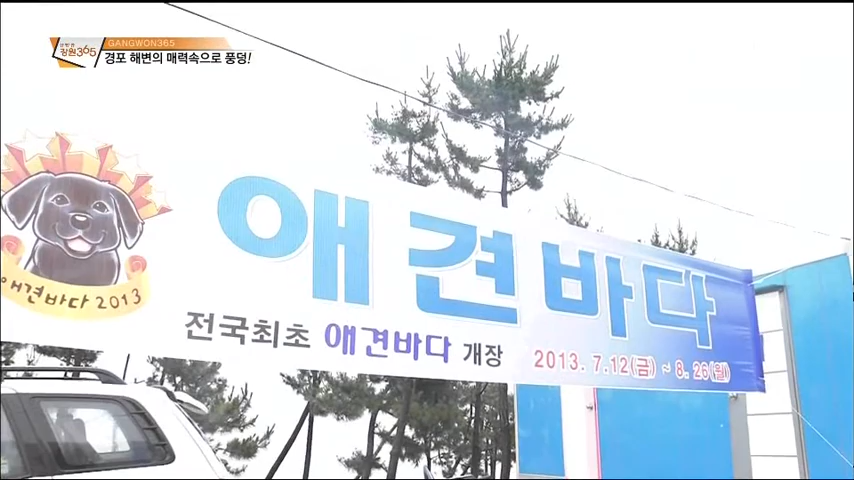 강원365
GANGWON365
경포 해변의 매력속으로 풍덩!
애견바다
애견바다 2013
전국최초 애견바다 개장
2013. 7.12(금) ~ 8. 26(월)